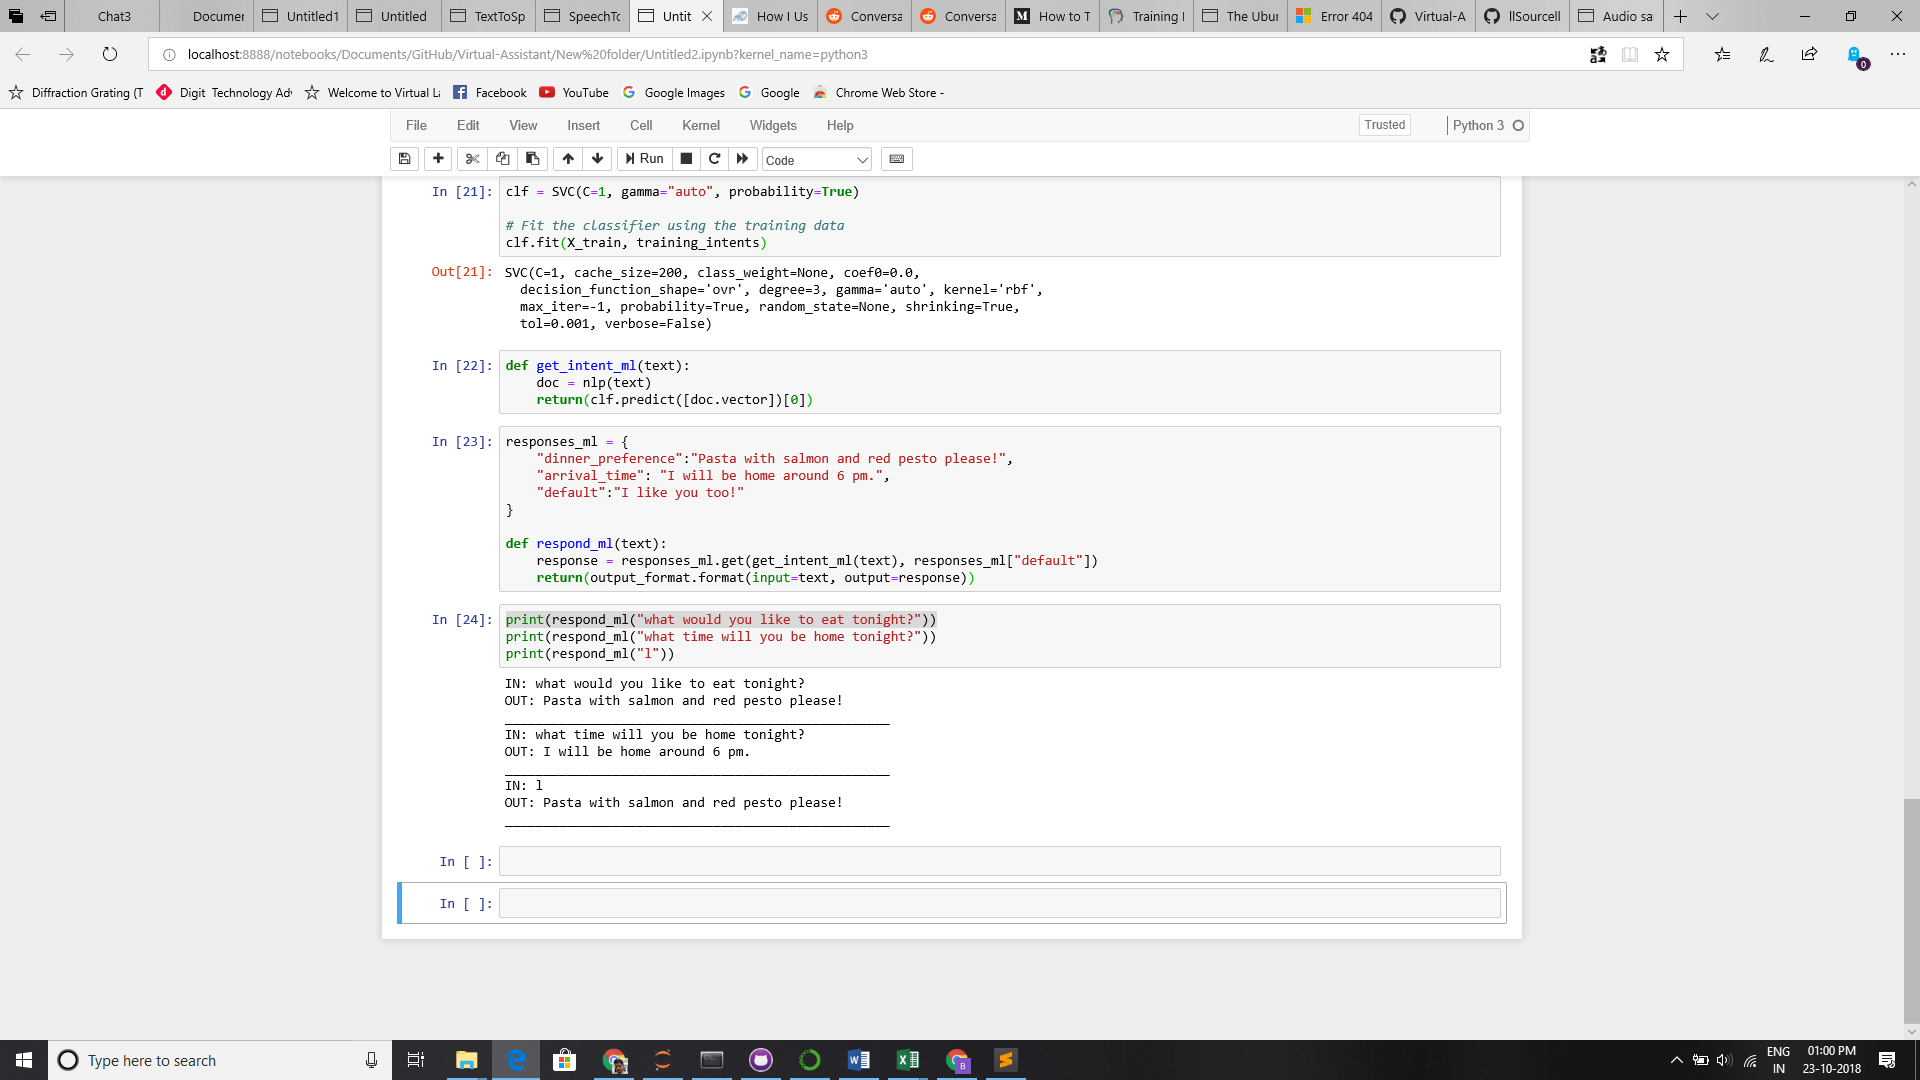 Chat3
Documer
Untitled1
Untitled
TextToSp
SpeechTc
Untit
How I Us
Conversa
Conversa
How to T
Training I
The Ubur
Error 404
Virtual-A
llSourcell
Audio sa
localhost:8888/notebooks/Documents/GitHub/Virtual-Assistant/New%20folder/Untitled2.ipynb?kernel_name=python3
0
Diffraction Grating (T
Digit Technology Adv
Welcome to Virtual La
Facebook
YouTube
Google Images
Google
Chrome Web Store -
File Edit View Insert Cell Kernel Widgets Help
Trusted
Python 3
Run
Code
In [21]: clf = SVC(C=1, gamma="auto", probability=True)
# Fit the classifier using the training data
clf.fit(X_train, training_intents)
Out[21]: SVC(C=1, cache_size=200, class_weight=None, coef0=0.0,
decision_function_shape='ovr', degree=3, gamma='auto', kernel='rbf',
max_iter=-1, probability=True, random_state=None, shrinking=True,
tol=0.001, verbose=False)
In [22]: def get_intent_ml(text):
doc = nlp(text)
return(clf.predict([doc.vector])[0])
In [23]: responses_ml = {
"dinner_preference":"Pasta with salmon and red pesto please!",
"arrival_time": "I will be home around 6 pm.",
"default":"I like you too!"
}
def respond_ml(text):
response = responses_ml.get(get_intent_ml(text), responses_ml["default"])
return(output_format.format(input=text, output=response))
In [24]: print(respond_ml("what would you like to eat tonight?"))
print(respond_ml("what time will you be home tonight?"))
print(respond_ml("l"))
IN: what would you like to eat tonight?
OUT: Pasta with salmon and red pesto please!
__________________________________________________
IN: what time will you be home tonight?
OUT: I will be home around 6 pm.
__________________________________________________
IN: l
OUT: Pasta with salmon and red pesto please!
__________________________________________________
In [ ]:
In [ ]:
Type here to search
ENG
IN
01:00 PM
23-10-2018